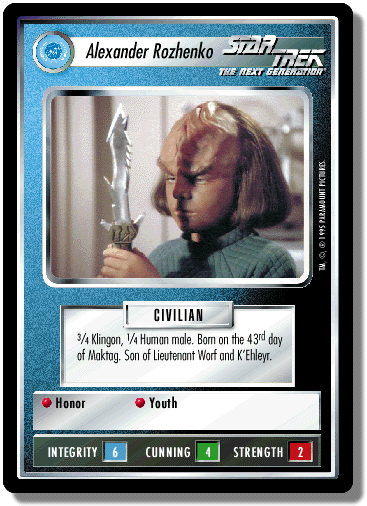 Alexander Rozhenko
STAR TREK
THE NEXT GENERATION®
TM, ©, ® 1995 PARAMOUNT PICTURES.
CIVILIAN
¾ Klingon, ¼ Human male. Born on the 43rd day
of Maktag. Son of Lieutenant Worf and K'Ehleyr.
Honor Youth
INTEGRITY 6 CUNNING 4 STRENGTH 2